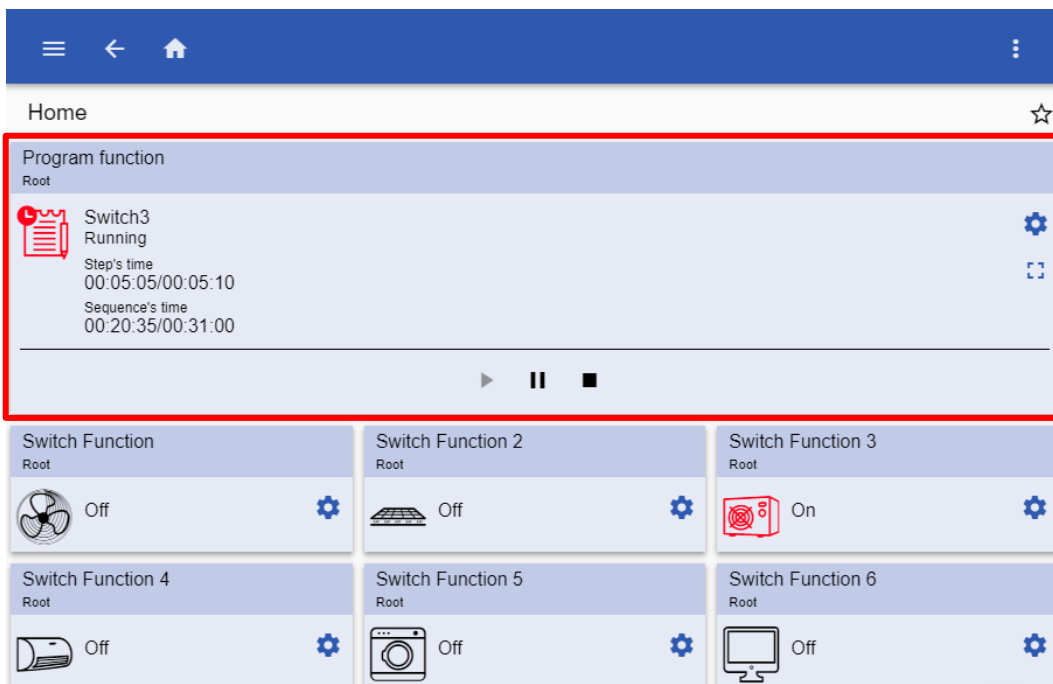 Home
Program function
Root
Switch3
Running
Step's time
00:05:05/00:05:10
Sequence's time
00:20:35/00:31:00
Switch Function
Root
Off
Switch Function 2
Root
Off
Switch Function 3
Root
On
Switch Function 4
Root
Off
Switch Function 5
Root
Off
Switch Function 6
Root
Off